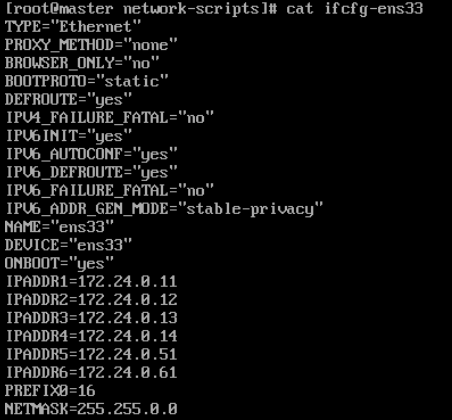 [root@master network-scripts]# cat ifcfg-ens33
TYPE="Ethernet"
PROXY_METHOD="none"
BROWSER_ONLY="no"
BOOTPROTO="static"
DEFROUTE="yes"
IPV4_FAILURE_FATAL="no"
IPV6INIT="yes"
IPV6_AUTOCONF="yes"
IPV6_DEFROUTE="yes"
IPV6_FAILURE_FATAL="no"
IPV6_ADDR_GEN_MODE="stable-privacy"
NAME="ens33"
DEVICE="ens33"
ONBOOT="yes"
IPADDR1=172.24.0.11
IPADDR2=172.24.0.12
IPADDR3=172.24.0.13
IPADDR4=172.24.0.14
IPADDR5=172.24.0.51
IPADDR6=172.24.0.61
PREFIX0=16
NETMASK=255.255.0.0